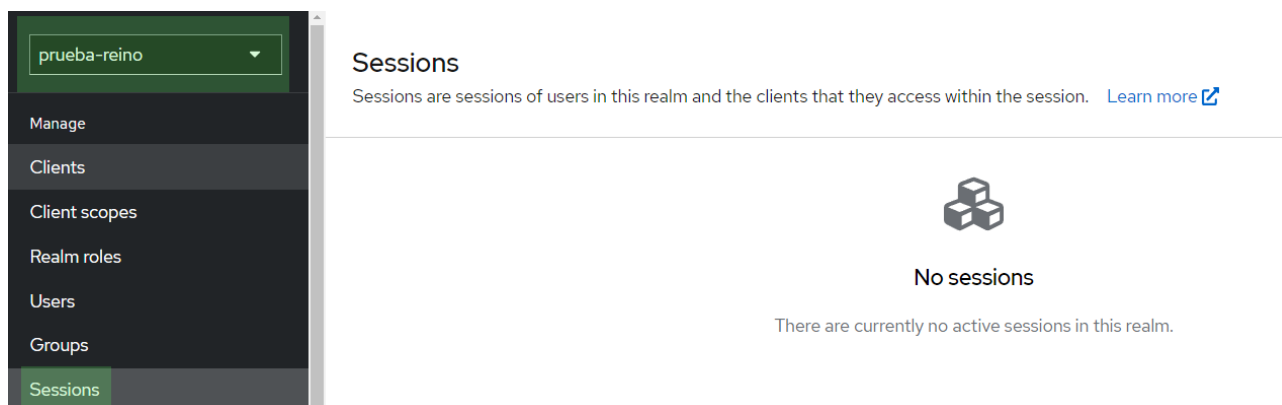 prueba-reino
Manage
Clients
Client scopes
Realm roles
Users
Groups
Sessions
Sessions
Sessions are sessions of users in this realm and the clients that they access within the session. Learn more
No sessions
There are currently no active sessions in this realm.